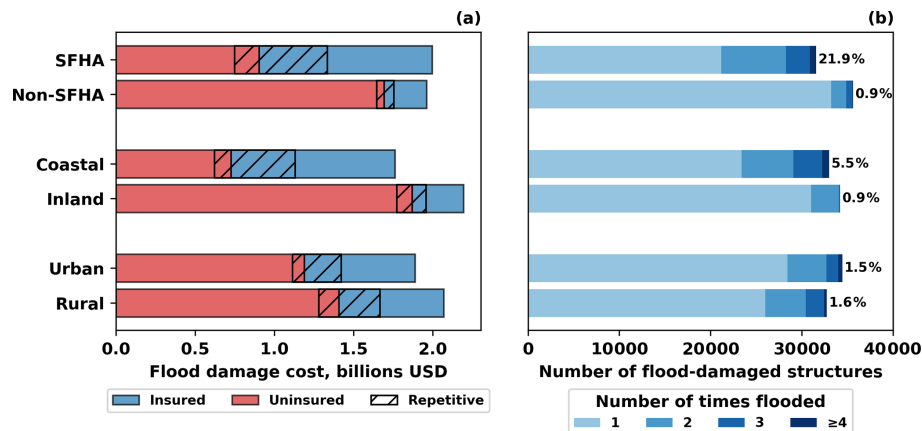 (a)
SFHA
Non-SFHA
Coastal
Inland
Urban
Rural
0.0 0.5 1.0 1.5 2.0
Flood damage cost, billions USD
Insured Uninsured Repetitive
(b)
21.9%
0.9%
5.5%
0.9%
1.5%
1.6%
0 10000 20000 30000 40000
Number of flood-damaged structures
Number of times flooded
1 2 3 ≥4